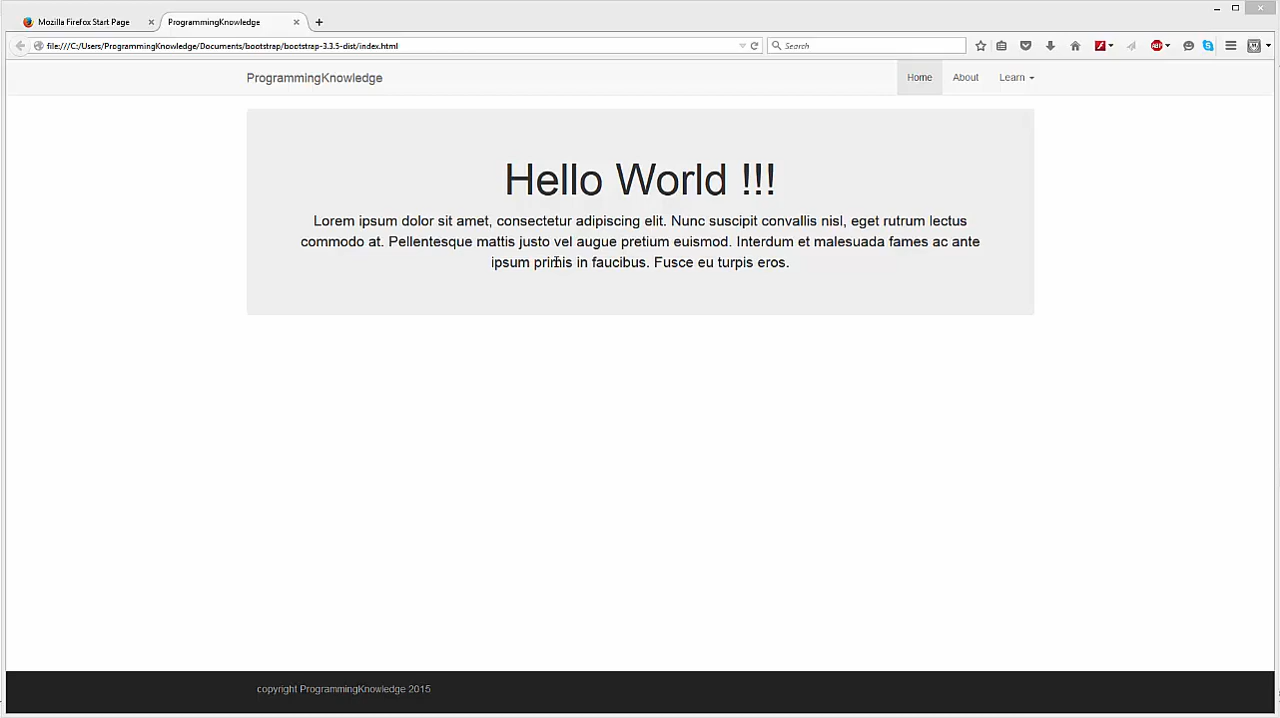 Mozilla Firefox Start Page
ProgrammingKnowledge
file:///C:/Users/ProgrammingKnowledge/Documents/bootstrap/bootstrap-3.3.5-dist/index.html
Search
ABP
ProgrammingKnowledge
Home About Learn
Hello World !!!
Lorem ipsum dolor sit amet, consectetur adipiscing elit. Nunc suscipit convallis nisl, eget rutrum lectus
commodo at. Pellentesque mattis justo vel augue pretium euismod. Interdum et malesuada fames ac ante
ipsum primis in faucibus. Fusce eu turpis eros.
copyright ProgrammingKnowledge 2015